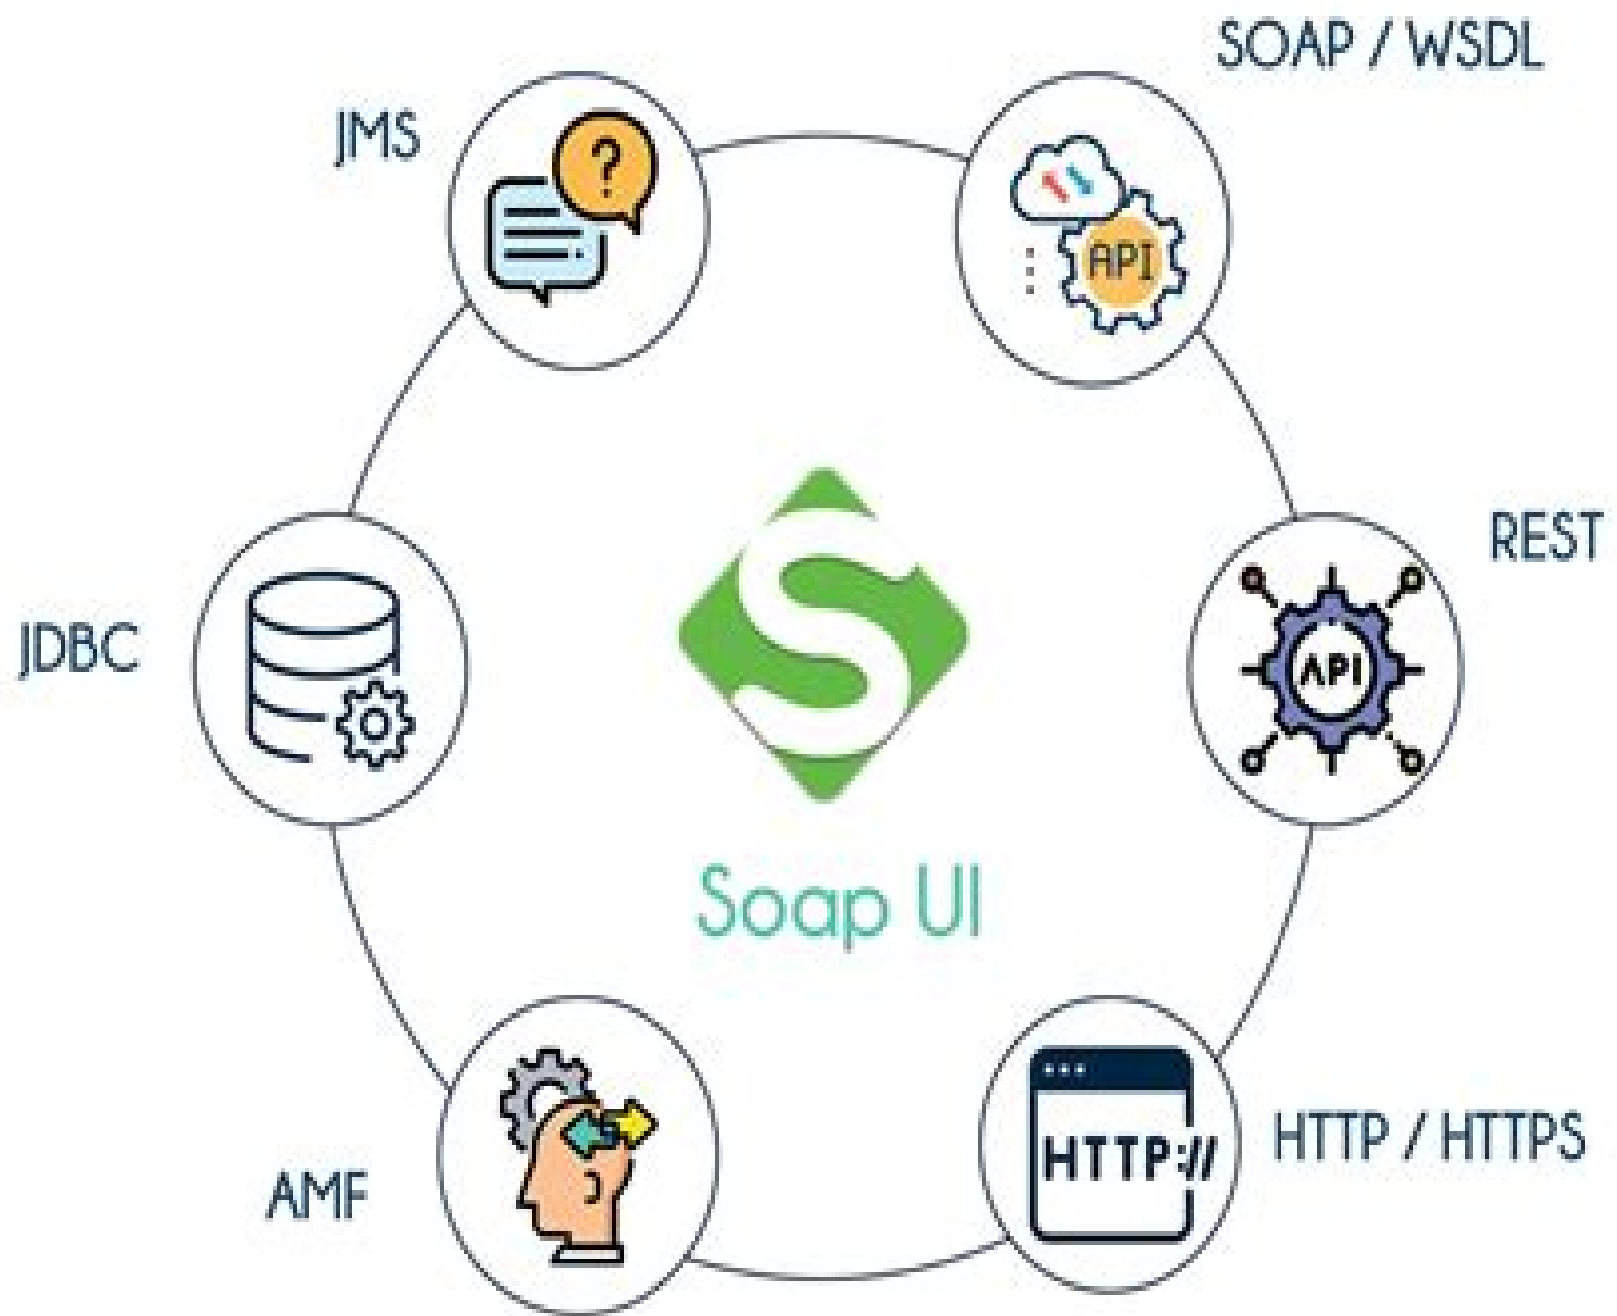 SOAP / WSDL
JMS
?
API
REST
API
JDBC
S
Soap UI
HTTP://
HTTP / HTTPS
AMF